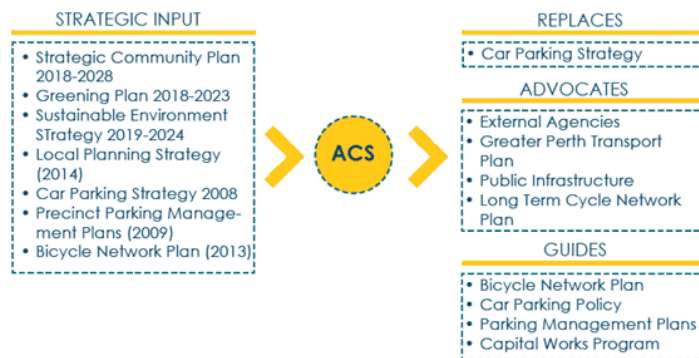 STRATEGIC INPUT
• Strategic Community Plan
2018-2028
• Greening Plan 2018-2023
• Sustainable Environment
STrategy 2019-2024
• Local Planning Strategy
(2014)
• Car Parking Strategy 2008
• Precinct Parking Manage-
ment Plans (2009)
• Bicycle Network Plan (2013)
ACS
REPLACES
• Car Parking Strategy
ADVOCATES
• External Agencies
• Greater Perth Transport
Plan
• Public Infrastructure
• Long Term Cycle Network
Plan
GUIDES
• Bicycle Network Plan
• Car Parking Policy
• Parking Management Plans
• Capital Works Program